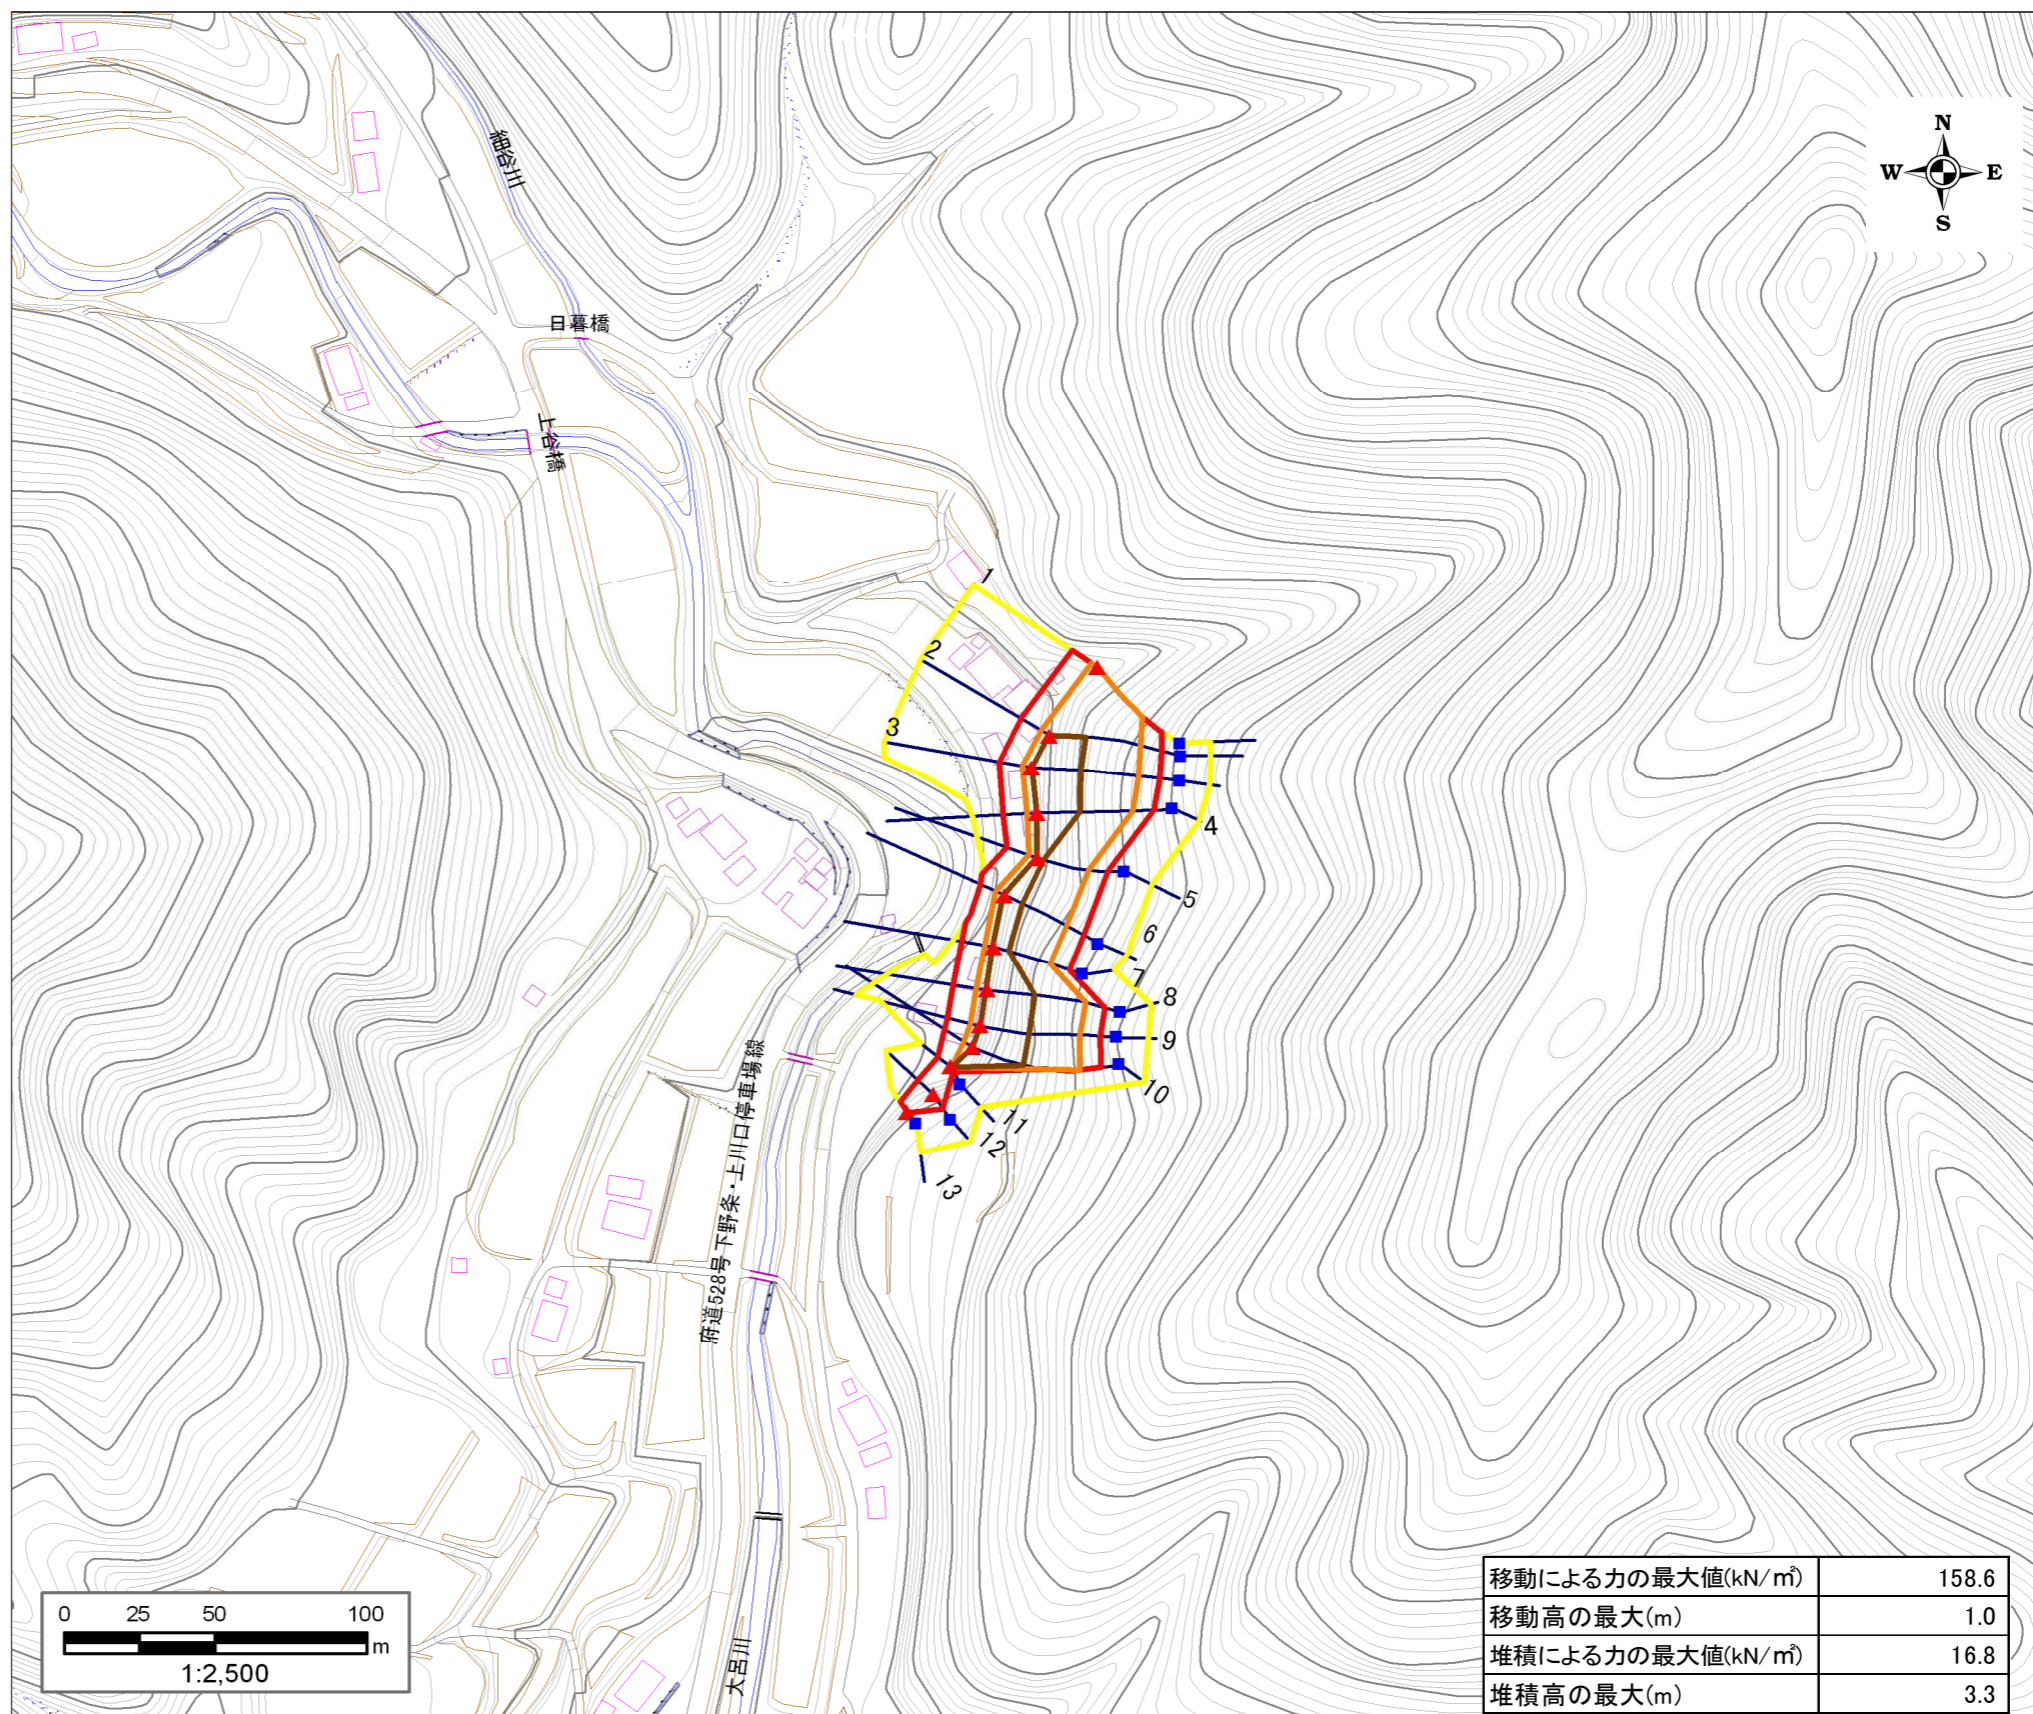 細谷川
N
W E
S
日暮橋
上谷橋
1
2
3
4
5
6
7
8
9
10
11
12
13
府道528号下野条・上川口停車場線
大呂川
0 25 50 100
m
1:2,500
移動による力の最大値(kN/㎡) 158.6
移動高の最大(m) 1.0
堆積による力の最大値(kN/㎡) 16.8
堆積高の最大(m) 3.3